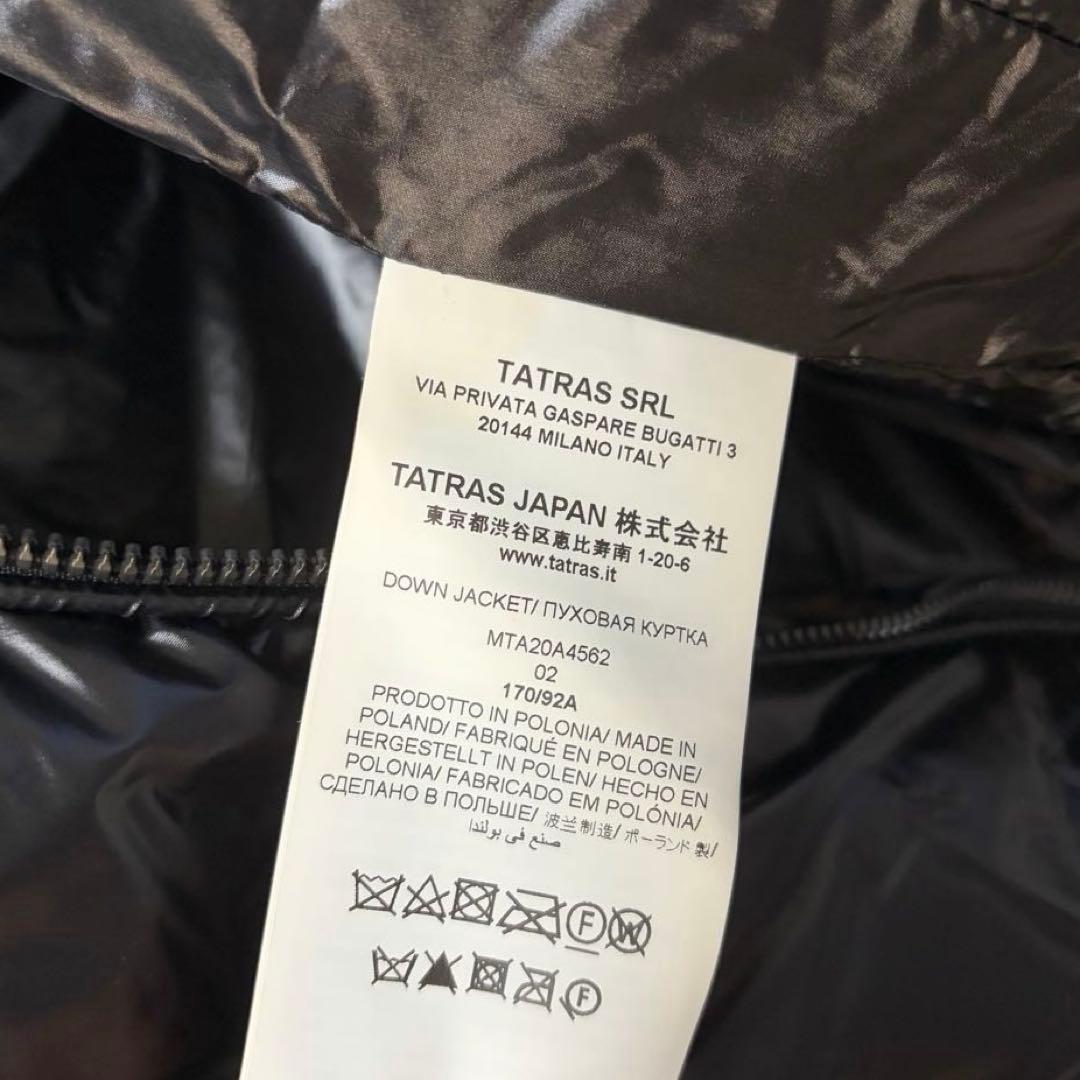 TATRAS SRL
VIA PRIVATA GASPARE BUGATTI 3
20144 MILANO ITALY
TATRAS JAPAN 株式会社
東京都渋谷区恵比寿南 1-20-6
www.tatras.it
DOWN JACKET/ ПУХОВАЯ КУРТКА
MTA20A4562
02
170/92A
PRODOTTO IN POLONIA/ MADE IN
POLAND/ FABRIQUÉ EN POLOGNE/
HERGESTELLT IN POLEN/ HECHO EN
POLONIA/ FABRICADO EM POLÓNIA/
СДЕЛАНО В ПОЛЬШЕ/ 波兰制造/ ポーランド 製/
صنع في بولندا
F W
F